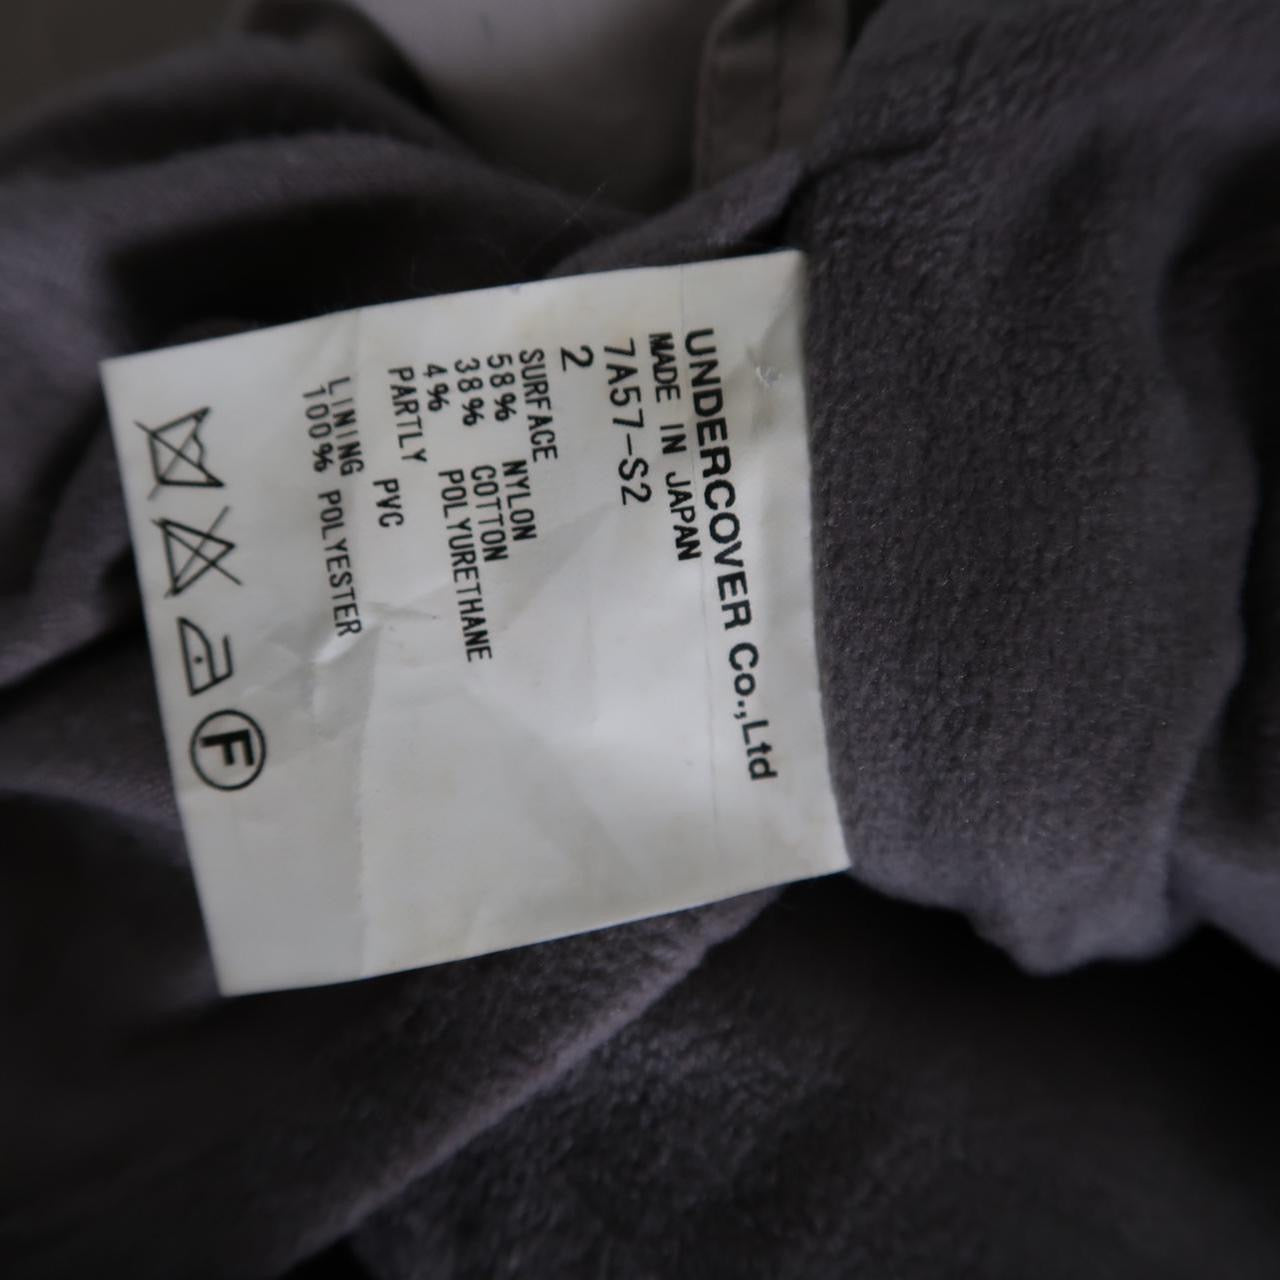 UNDERCOVER Co.,Ltd
MADE IN JAPAN
7A57-S2
2
SURFACE
58% NYLON
38% COTTON
4% POLYURETHANE
PARTLY
PVC
LINING
100% POLYESTER
F